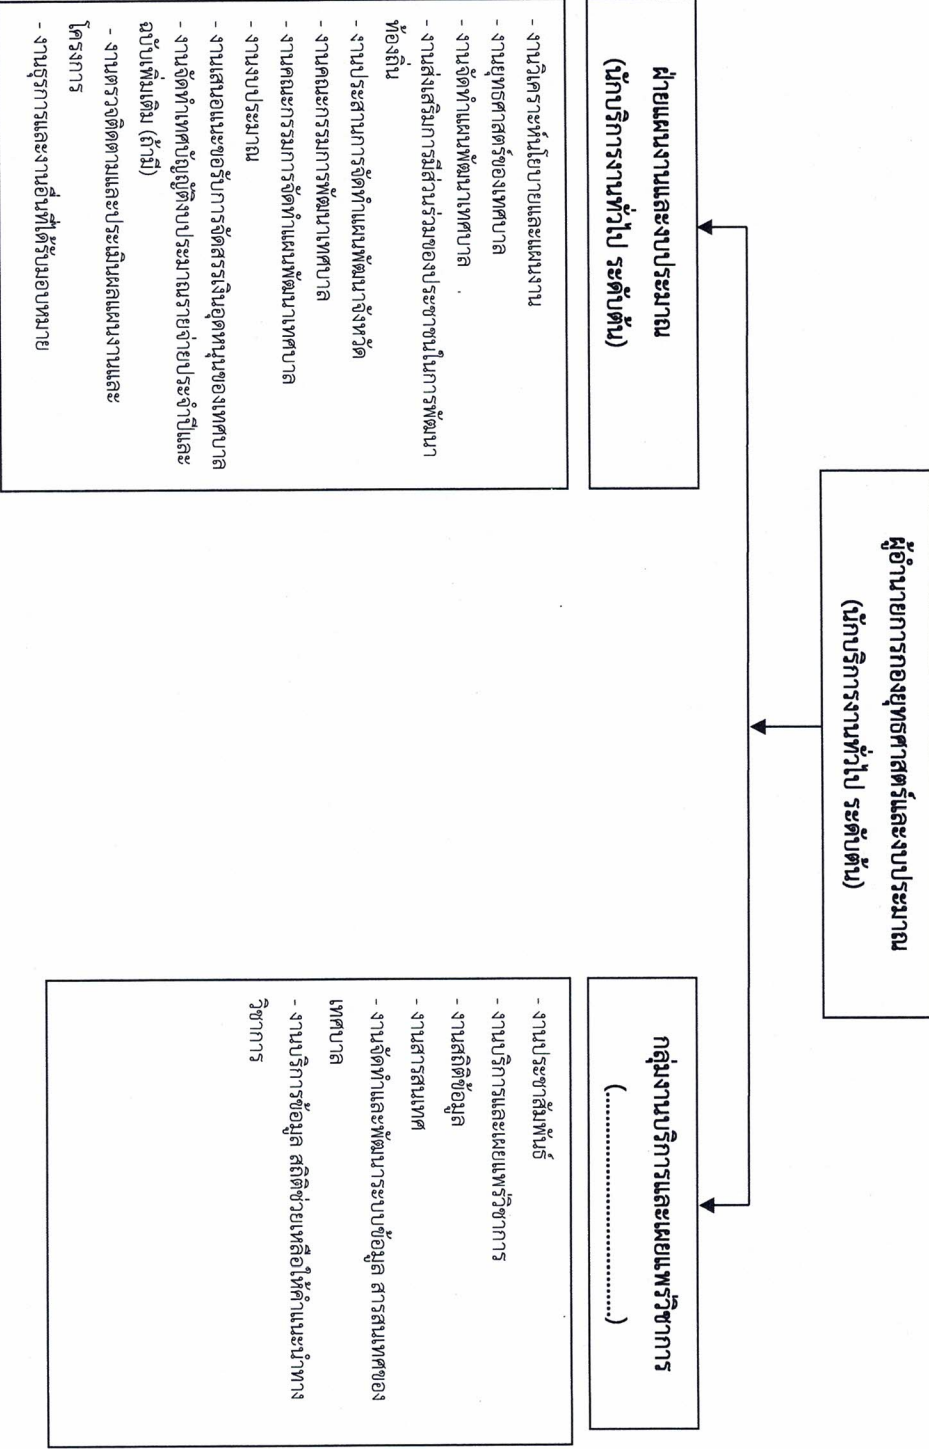 ผู้อำนวยการกองยุทธศาสตร์และงบประมาณ
(นักบริหารงานทั่วไป ระดับต้น)
ฝ่ายแผนงานและงบประมาณ
(นักบริหารงานทั่วไป ระดับต้น)
- งานวิเคราะห์นโยบายและแผนงาน
- งานยุทธศาสตร์ของเทศบาล
- งานจัดทำแผนพัฒนาเทศบาล
- งานส่งเสริมการมีส่วนร่วมของประชาชนในการพัฒนา
ท้องถิ่น
- งานประสานการจัดทำแผนพัฒนาจังหวัด
- งานคณะกรรมการพัฒนาเทศบาล
- งานคณะกรรมการจัดทำแผนพัฒนาเทศบาล
- งานงบประมาณ
- งานเสนอแนะขอรับการจัดสรรเงินอุดหนุนของเทศบาล
- งานจัดทำเทศบัญญัติงบประมาณรายจ่ายประจำปีและ
ฉบับเพิ่มเติม (ถ้ามี)
- งานตรวจติดตามและประเมินผลแผนงานและ
โครงการ
- งานธุรการและงานอื่นที่ได้รับมอบหมาย
กลุ่มงานบริการและเผยแพร่วิชาการ
(........................................)
- งานประชาสัมพันธ์
- งานบริการและเผยแพร่วิชาการ
- งานสถิติข้อมูล
- งานสารสนเทศ
- งานจัดทำและพัฒนาระบบข้อมูล สารสนเทศของ
เทศบาล
- งานบริการข้อมูล สถิติช่วยเหลือให้คำแนะนำทาง
วิชาการ